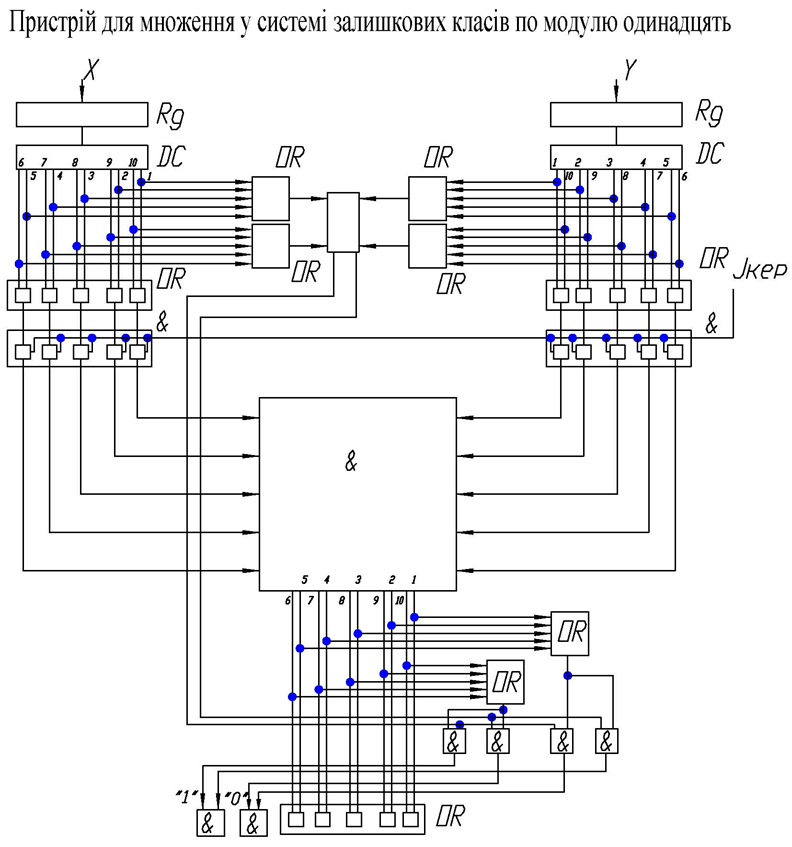 Пристрій для множення у системі залишкових класів по модулю одинадцять
X Y
Rg Rg
DC DC
6 7 8 9 10 1 2 3 4 5
5 4 3 2 1 10 9 8 7 6
OR OR
OR OR
OR OR
Jкер
& &
&
5 4 3 2 1
6 7 8 9 10
OR
OR
& & & &
"1" "0"
& &
OR